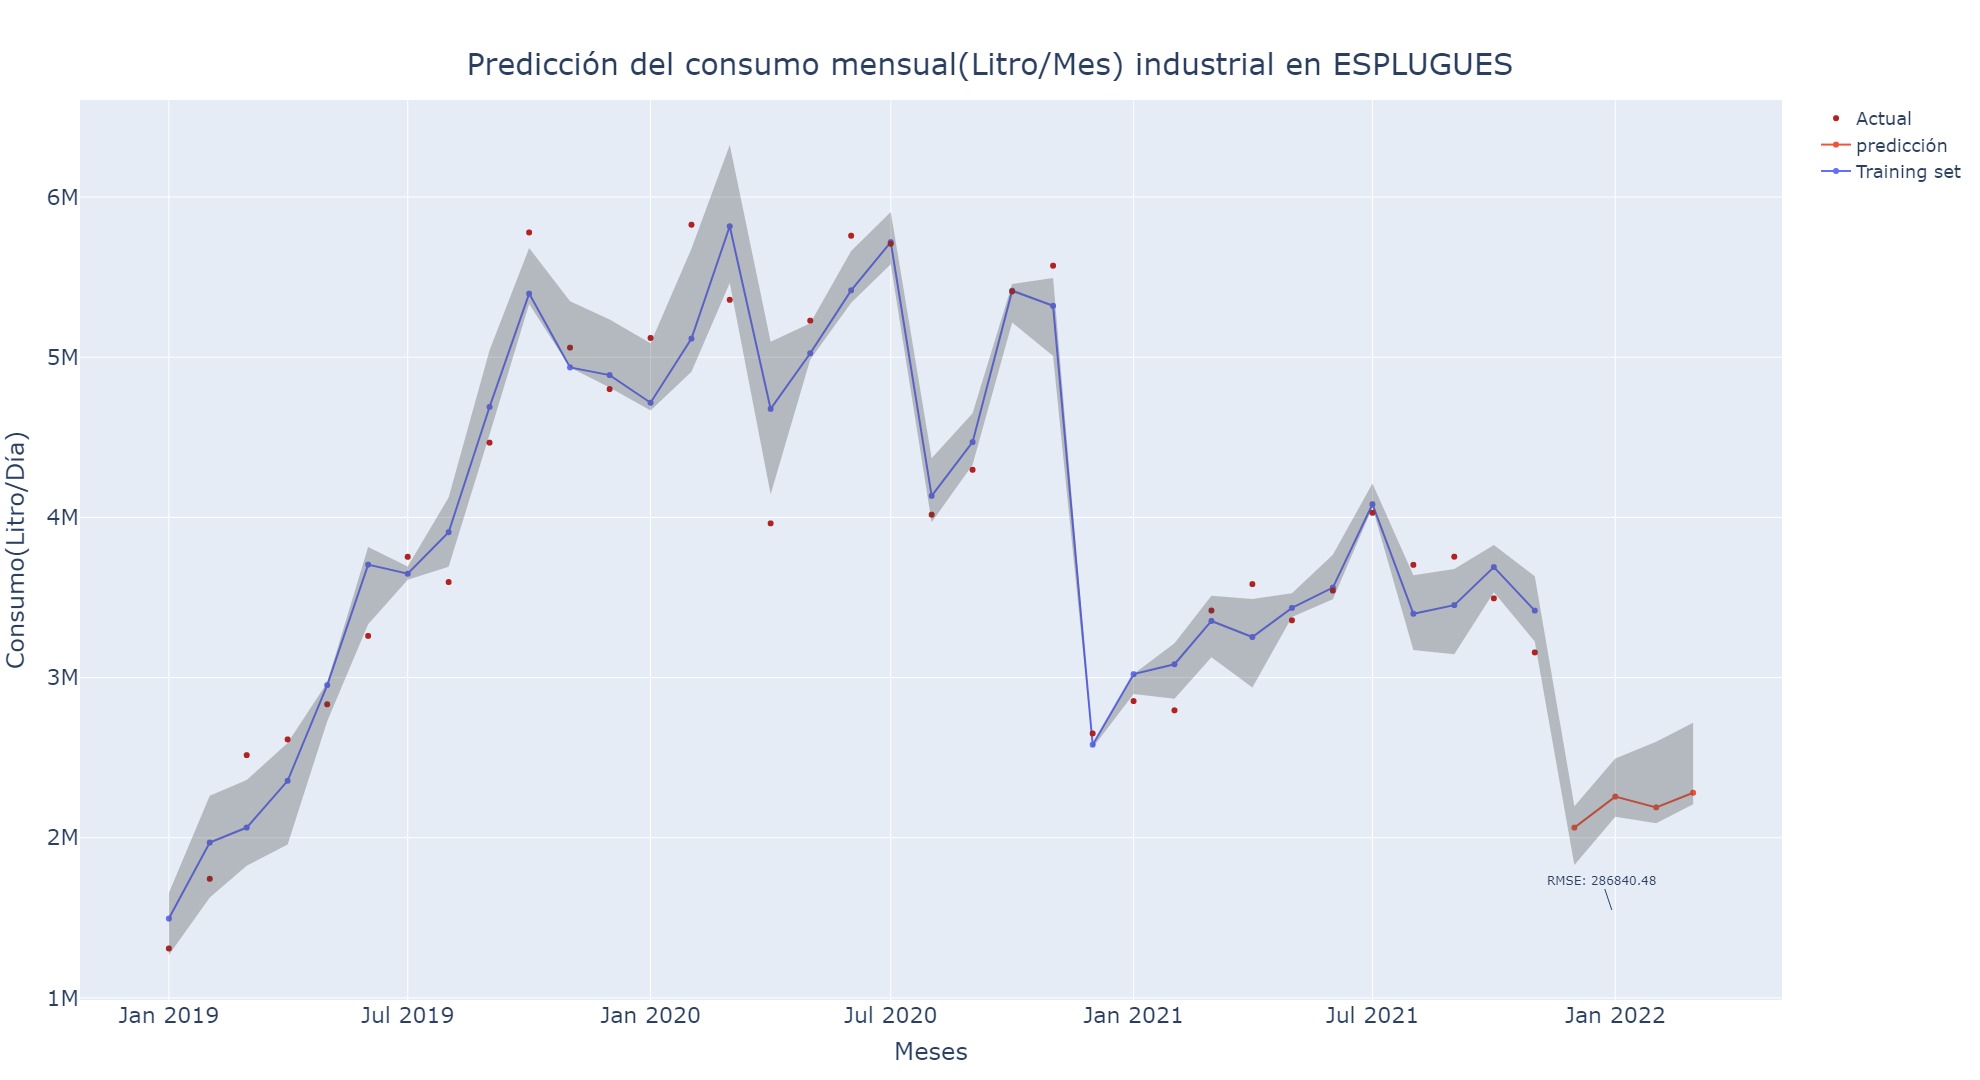 Predicción del consumo mensual(Litro/Mes) industrial en ESPLUGUES
Actual
predicción
Training set
Consumo(Litro/Día)
6M
5M
4M
3M
2M
1M
RMSE: 286840.48
Jan 2019
Jul 2019
Jan 2020
Jul 2020
Jan 2021
Jul 2021
Jan 2022
Meses